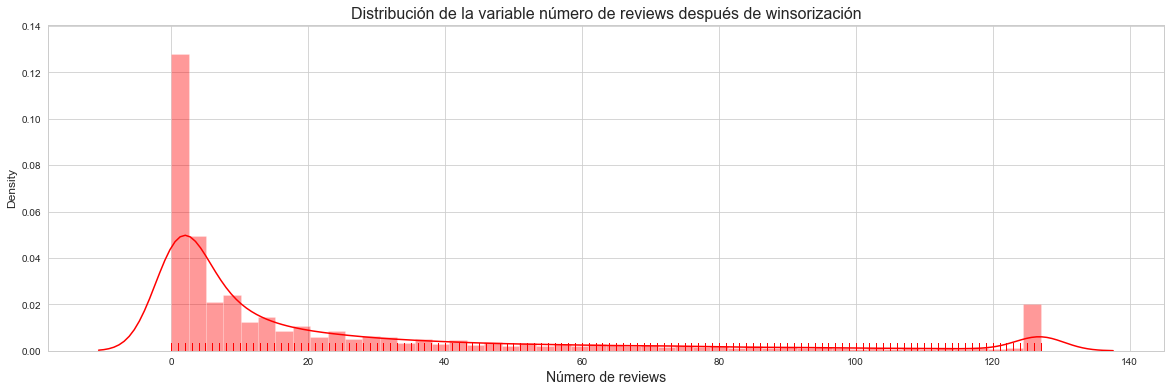 Distribución de la variable número de reviews después de winsorización
0.14
0.12
0.10
0.08
0.06
0.04
0.02
0.00
Density
0 20 40 60 80 100 120 140
Número de reviews